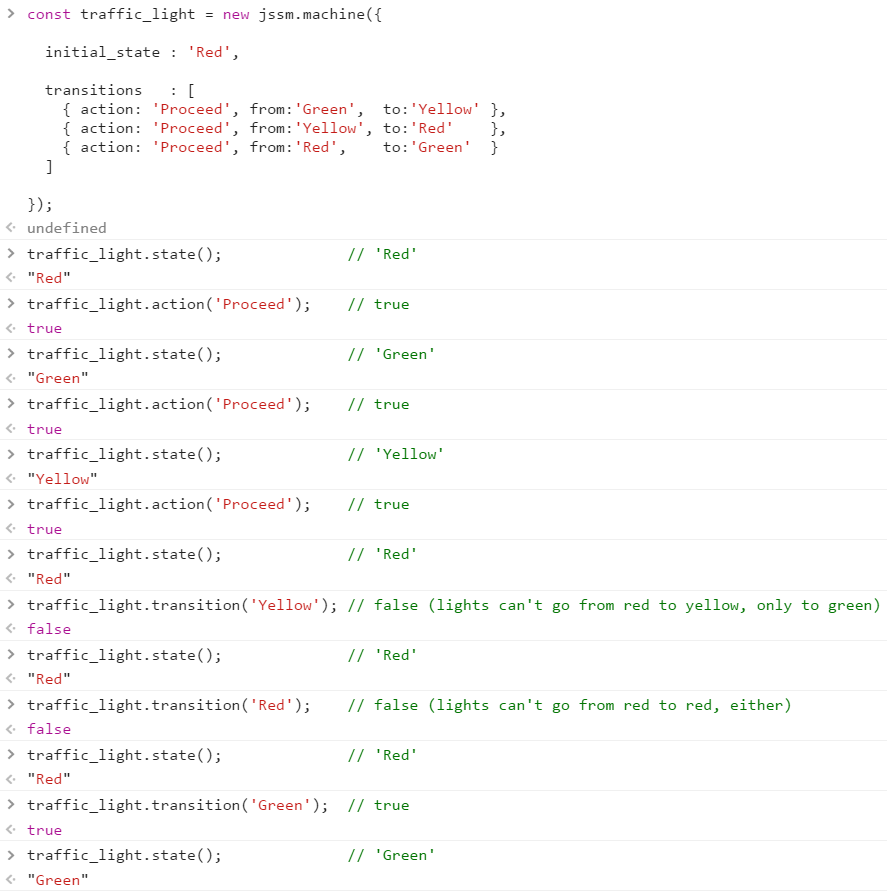 > const traffic_light = new jssm.machine({

    initial_state : 'Red',

    transitions   : [
      { action: 'Proceed', from:'Green',  to:'Yellow' },
      { action: 'Proceed', from:'Yellow', to:'Red'    },
      { action: 'Proceed', from:'Red',    to:'Green'  }
    ]

  });
< undefined
> traffic_light.state();              // 'Red'
< "Red"
> traffic_light.action('Proceed');    // true
< true
> traffic_light.state();              // 'Green'
< "Green"
> traffic_light.action('Proceed');    // true
< true
> traffic_light.state();              // 'Yellow'
< "Yellow"
> traffic_light.action('Proceed');    // true
< true
> traffic_light.state();              // 'Red'
< "Red"
> traffic_light.transition('Yellow'); // false (lights can't go from red to yellow, only to green)
< false
> traffic_light.state();              // 'Red'
< "Red"
> traffic_light.transition('Red');    // false (lights can't go from red to red, either)
< false
> traffic_light.state();              // 'Red'
< "Red"
> traffic_light.transition('Green');  // true
< true
> traffic_light.state();              // 'Green'
< "Green"